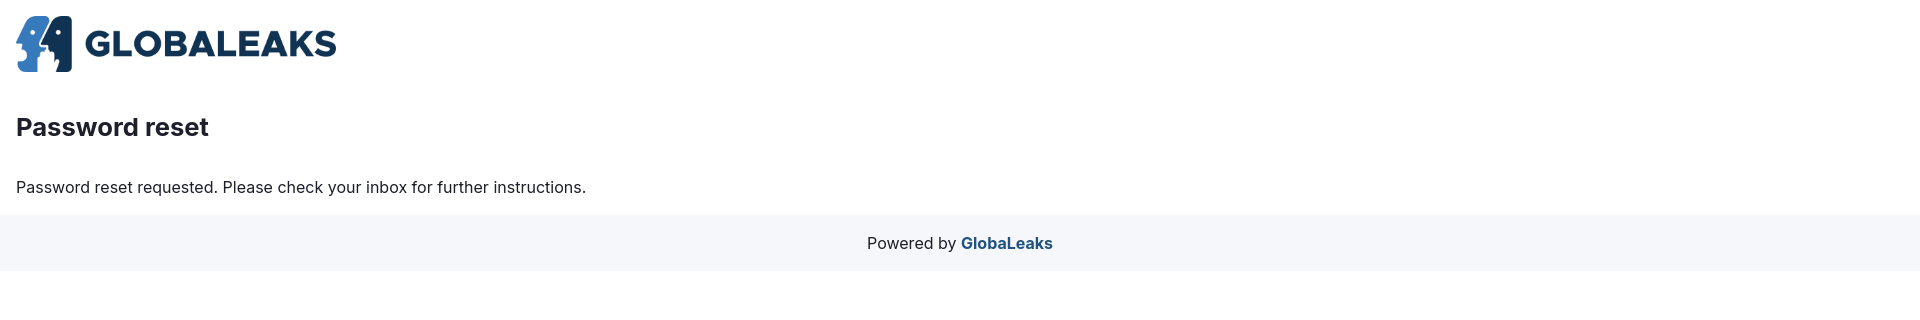 GLOBALEAKS
Password reset
Password reset requested. Please check your inbox for further instructions.
Powered by GlobaLeaks